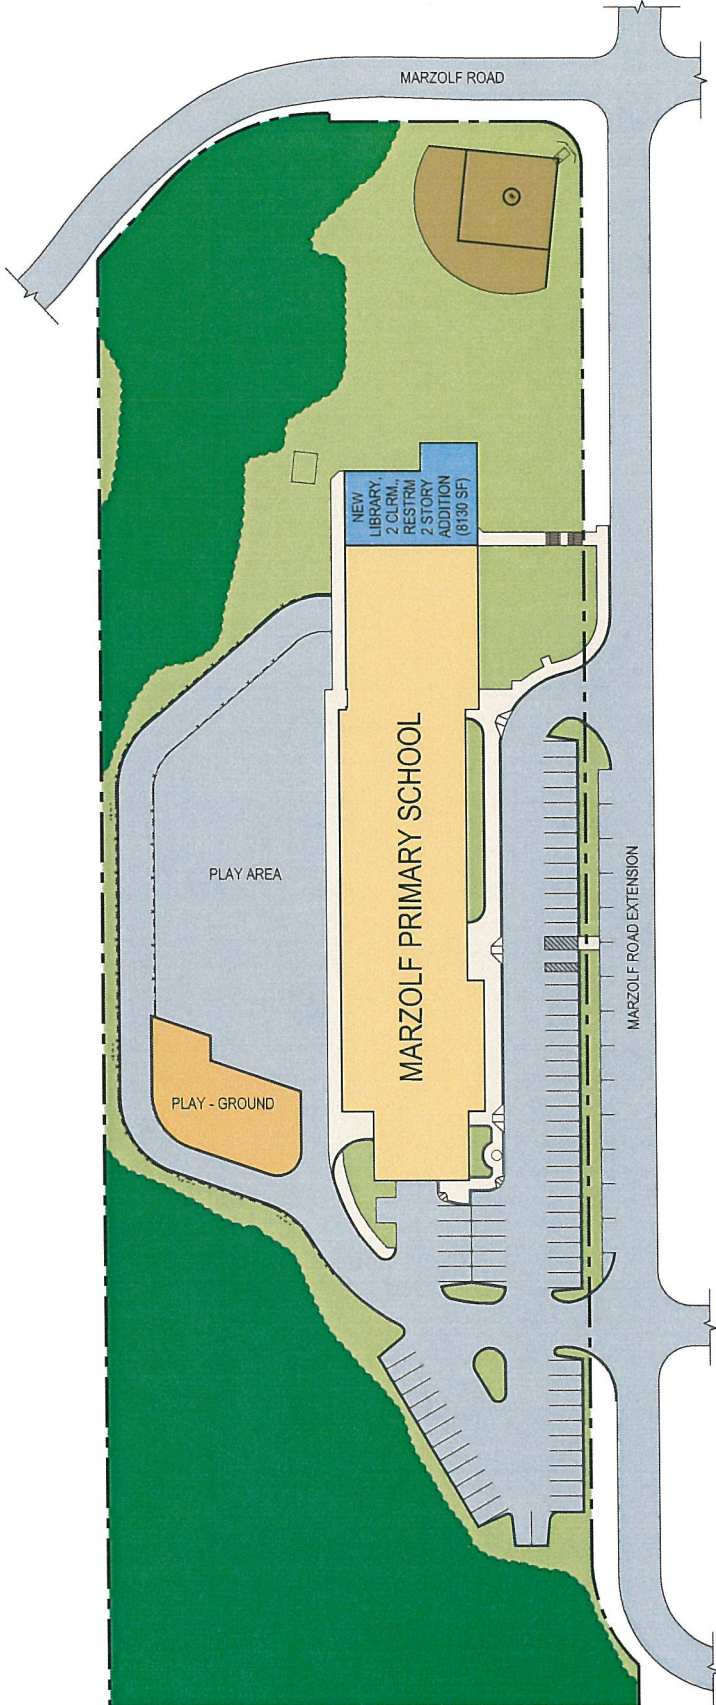 MARZOLF ROAD
NEW
LIBRARY,
2 CLRM.,
RESTRM
2 STORY
ADDITION
(8130 SF)
MARZOLF PRIMARY SCHOOL
PLAY AREA
MARZOLF ROAD EXTENSION
PLAY - GROUND